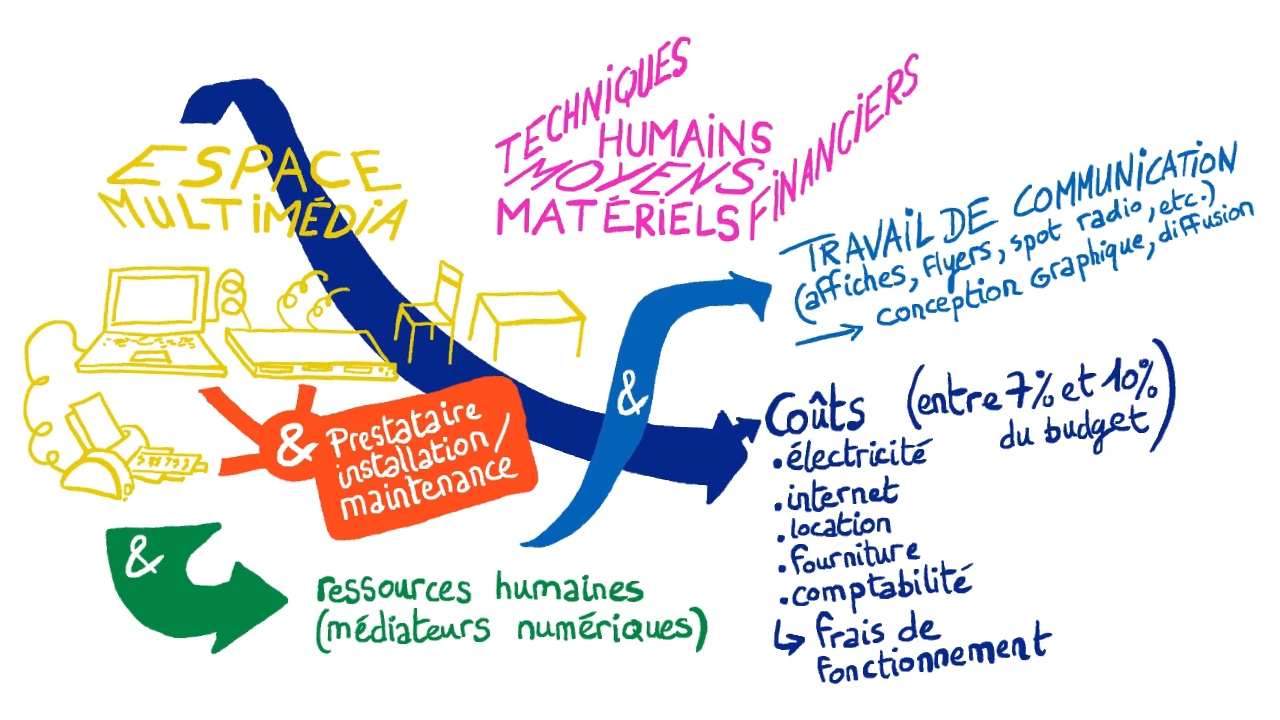 ESPACE
MULTIMÉDIA
TECHNIQUES
HUMAINS
MOYENS
MATÉRIELS
FINANCIERS
TRAVAIL DE COMMUNICATION
(affiches, flyers, spot radio, etc.)
→ conception graphique, diffusion
&
&
Prestataire
installation/
maintenance
Coûts (entre 7% et 10%
du budget)
• électricité
• internet
• location
• fourniture
• comptabilité
↳ frais de
fonctionnement
&
ressources humaines
(médiateurs numériques)